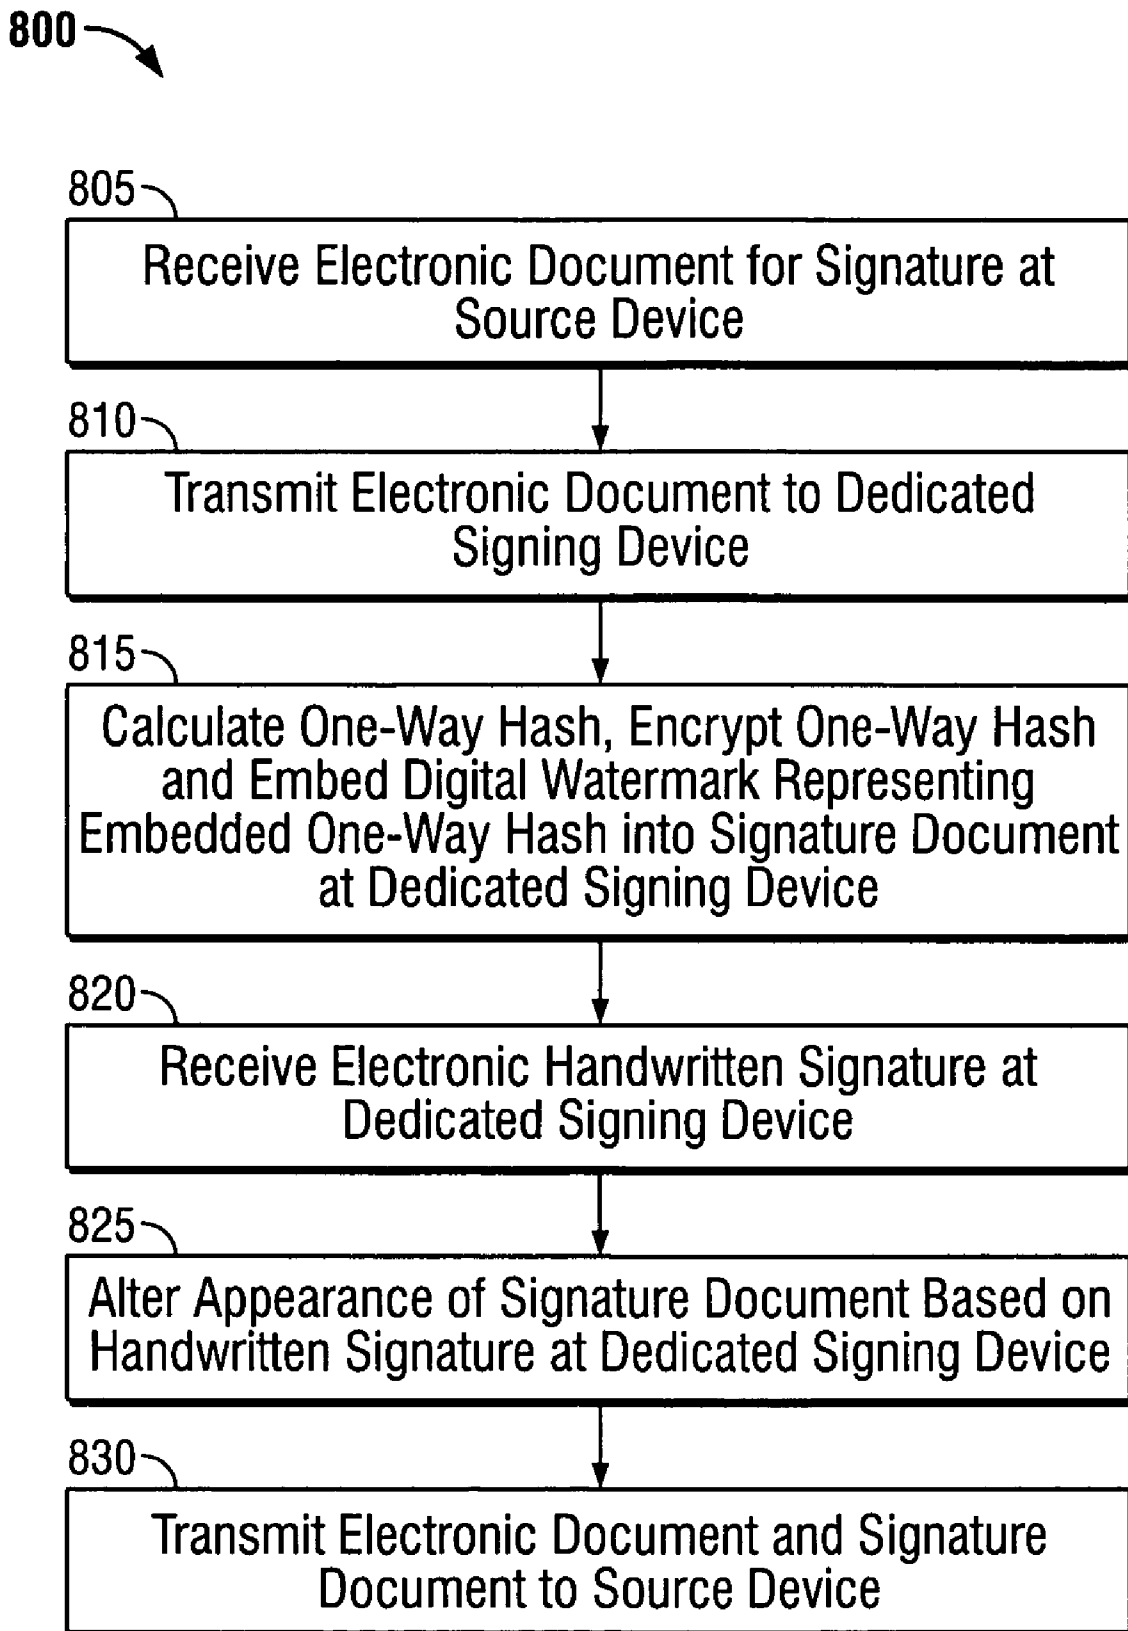 800
805
Receive Electronic Document for Signature at
Source Device
810
Transmit Electronic Document to Dedicated
Signing Device
815
Calculate One-Way Hash, Encrypt One-Way Hash
and Embed Digital Watermark Representing
Embedded One-Way Hash into Signature Document
at Dedicated Signing Device
820
Receive Electronic Handwritten Signature at
Dedicated Signing Device
825
Alter Appearance of Signature Document Based on
Handwritten Signature at Dedicated Signing Device
830
Transmit Electronic Document and Signature
Document to Source Device